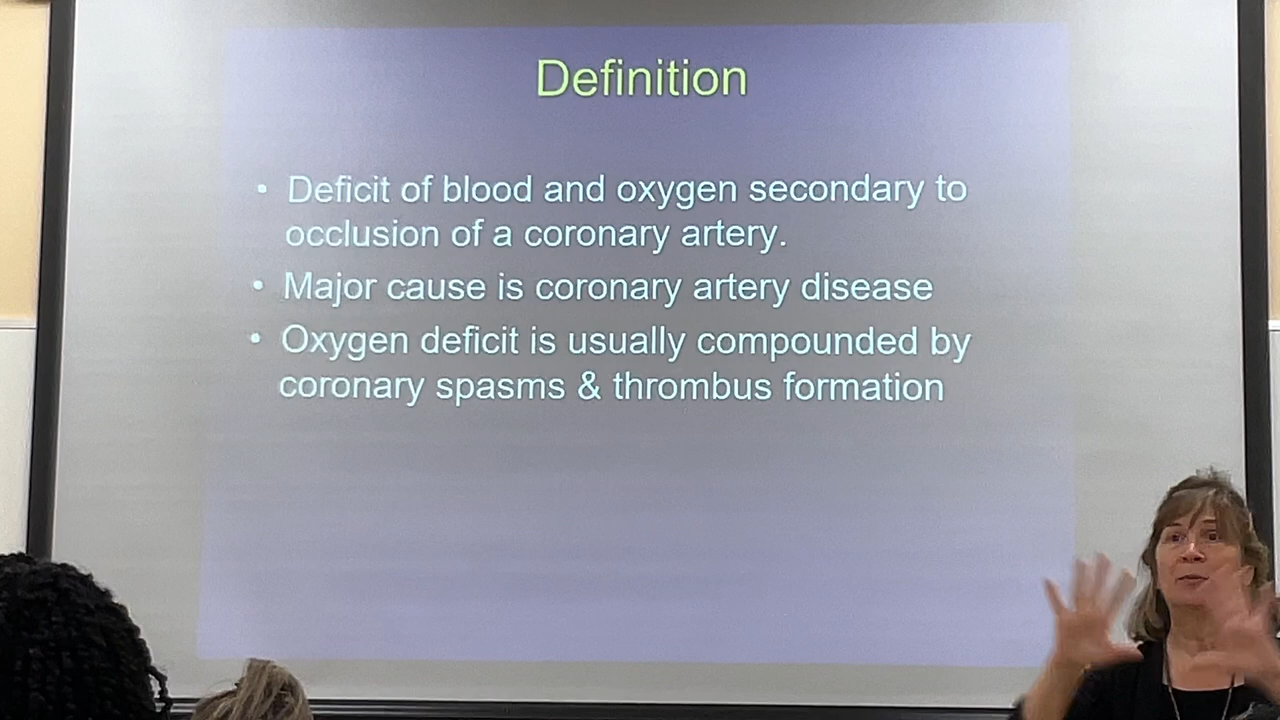 Definition
• Deficit of blood and oxygen secondary to
occlusion of a coronary artery.
• Major cause is coronary artery disease
• Oxygen deficit is usually compounded by
coronary spasms & thrombus formation